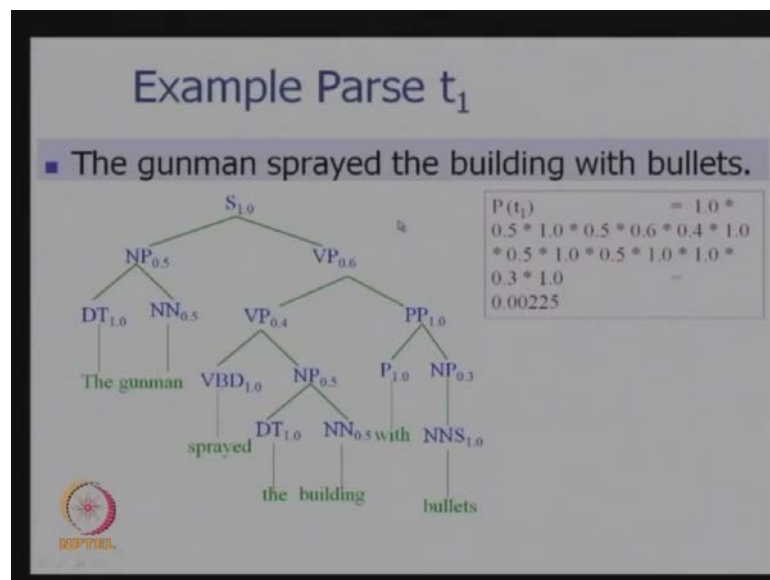 Example Parse t1
The gunman sprayed the building with bullets.
S1.0
P(t1) = 1.0 *
0.5 * 1.0 * 0.5 * 0.6 * 0.4 * 1.0
* 0.5 * 1.0 * 0.5 * 1.0 * 1.0 *
0.3 * 1.0 =
0.00225
NP0.5 VP0.6
DT1.0 NN0.5 VP0.4 PP1.0
The gunman VBD1.0 NP0.5 P1.0 NP0.3
sprayed DT1.0 NN0.5 with NNS1.0
the building bullets
NPTEL